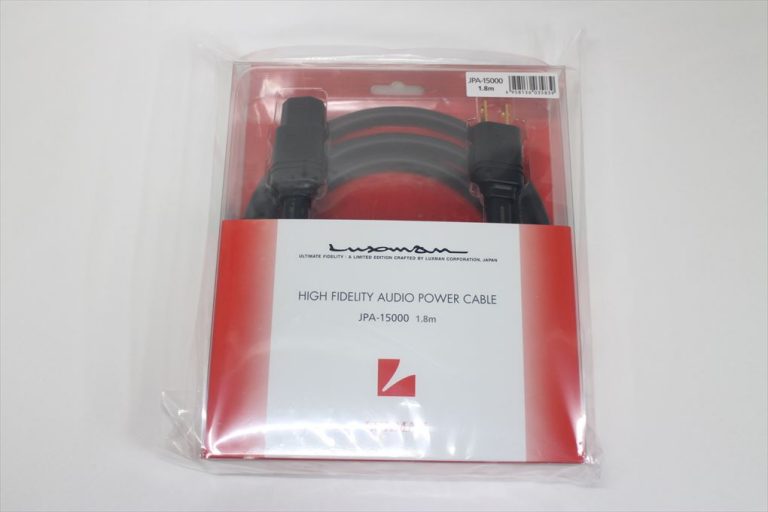 JPA-15000
1.8m
Luxman
ULTIMATE FIDELITY · A LIMITED EDITION CRAFTED BY LUXMAN CORPORATION, JAPAN
HIGH FIDELITY AUDIO POWER CABLE
JPA-15000 1.8m